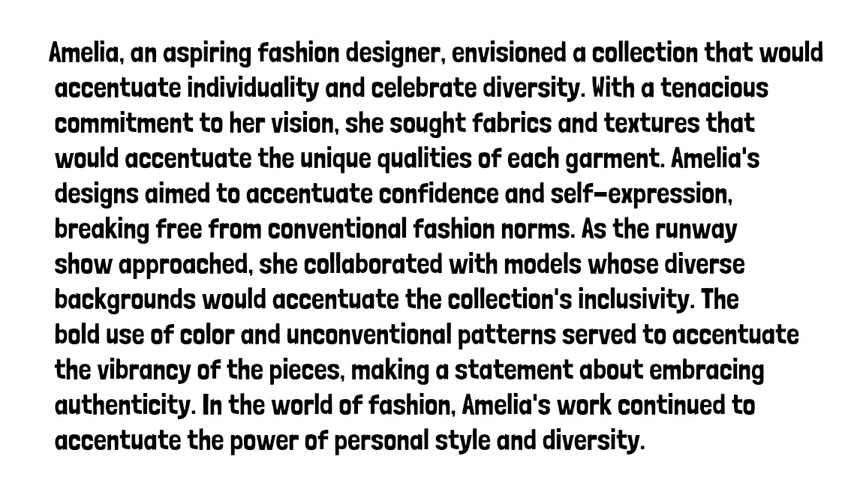 Amelia, an aspiring fashion designer, envisioned a collection that would
accentuate individuality and celebrate diversity. With a tenacious
commitment to her vision, she sought fabrics and textures that
would accentuate the unique qualities of each garment. Amelia's
designs aimed to accentuate confidence and self-expression,
breaking free from conventional fashion norms. As the runway
show approached, she collaborated with models whose diverse
backgrounds would accentuate the collection's inclusivity. The
bold use of color and unconventional patterns served to accentuate
the vibrancy of the pieces, making a statement about embracing
authenticity. In the world of fashion, Amelia's work continued to
accentuate the power of personal style and diversity.